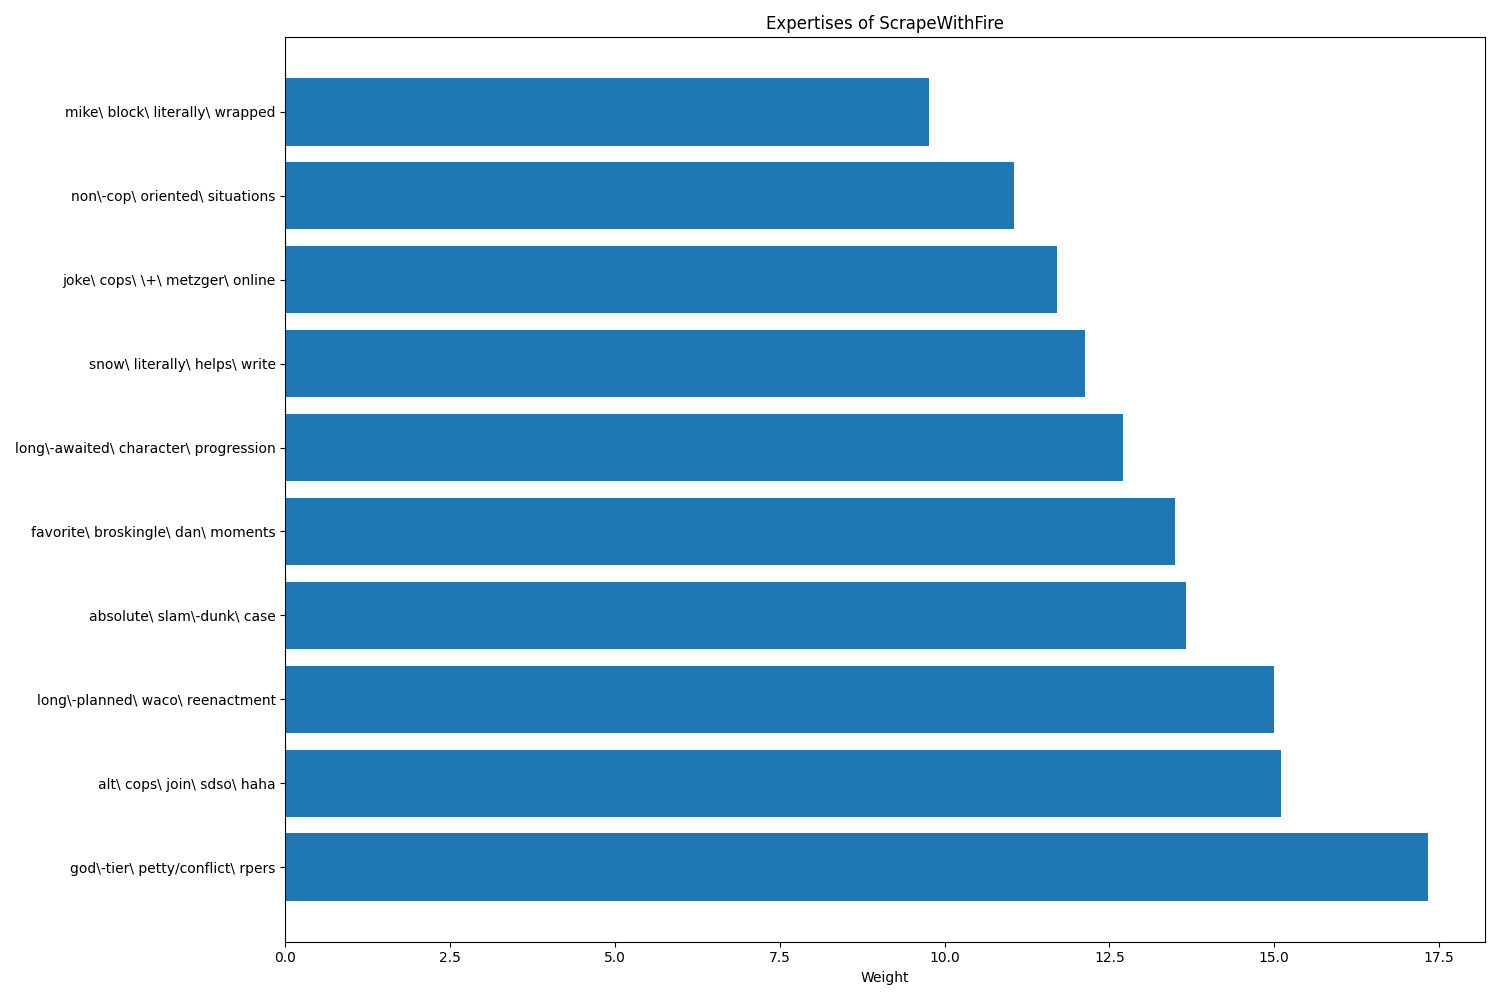 Expertises of ScrapeWithFire
mike\ block\ literally\ wrapped
non\-cop\ oriented\ situations
joke\ cops\ \+\ metzger\ online
snow\ literally\ helps\ write
long\-awaited\ character\ progression
favorite\ broskingle\ dan\ moments
absolute\ slam\-dunk\ case
long\-planned\ waco\ reenactment
alt\ cops\ join\ sdso\ haha
god\-tier\ petty/conflict\ rpers
0.0 2.5 5.0 7.5 10.0 12.5 15.0 17.5
Weight